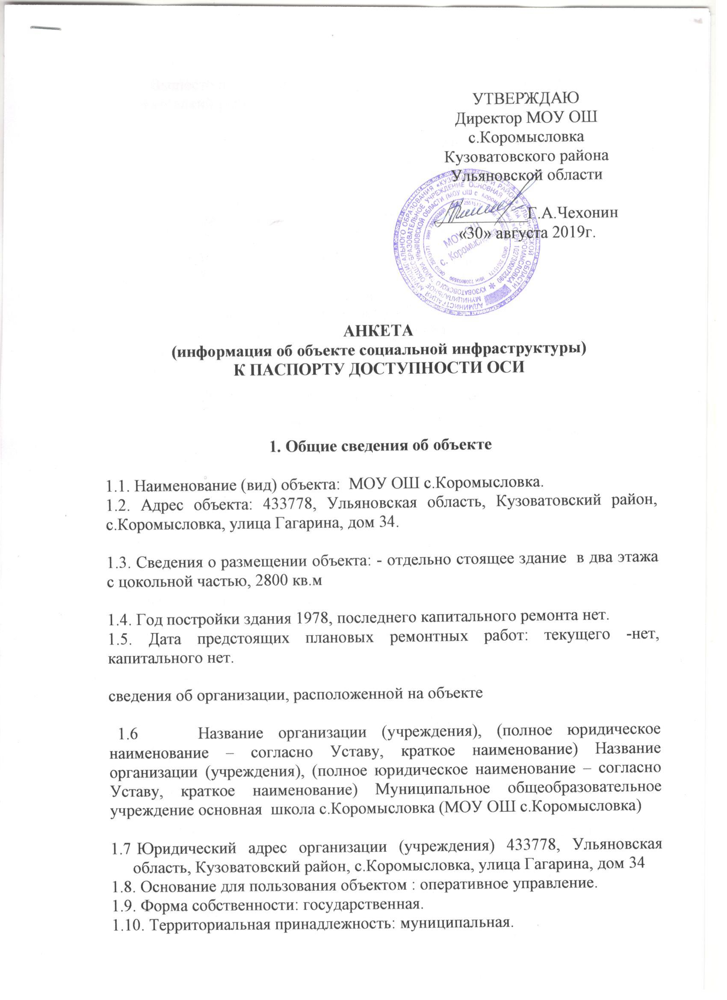 УТВЕРЖДАЮ
Директор МОУ ОШ
с.Коромысловка
Кузоватовского района
Ульяновской области
Г.А.Чехонин
«30» августа 2019г.
МОУ ОШ
с. Коромысловка
АНКЕТА
(информация об объекте социальной инфраструктуры)
К ПАСПОРТУ ДОСТУПНОСТИ ОСИ
1. Общие сведения об объекте
1.1. Наименование (вид) объекта:  МОУ ОШ с.Коромысловка.
1.2. Адрес объекта: 433778, Ульяновская область, Кузоватовский район,
с.Коромысловка, улица Гагарина, дом 34.
1.3. Сведения о размещении объекта: - отдельно стоящее здание  в два этажа
с цокольной частью, 2800 кв.м
1.4. Год постройки здания 1978, последнего капитального ремонта нет.
1.5. Дата предстоящих плановых ремонтных работ: текущего -нет,
капитального нет.
сведения об организации, расположенной на объекте
1.6 Название организации (учреждения), (полное юридическое
наименование – согласно Уставу, краткое наименование) Название
организации (учреждения), (полное юридическое наименование – согласно
Уставу, краткое наименование) Муниципальное общеобразовательное
учреждение основная  школа с.Коромысловка (МОУ ОШ с.Коромысловка)
1.7 Юридический адрес организации (учреждения) 433778, Ульяновская
область, Кузоватовский район, с.Коромысловка, улица Гагарина, дом 34
1.8. Основание для пользования объектом : оперативное управление.
1.9. Форма собственности: государственная.
1.10. Территориальная принадлежность: муниципальная.